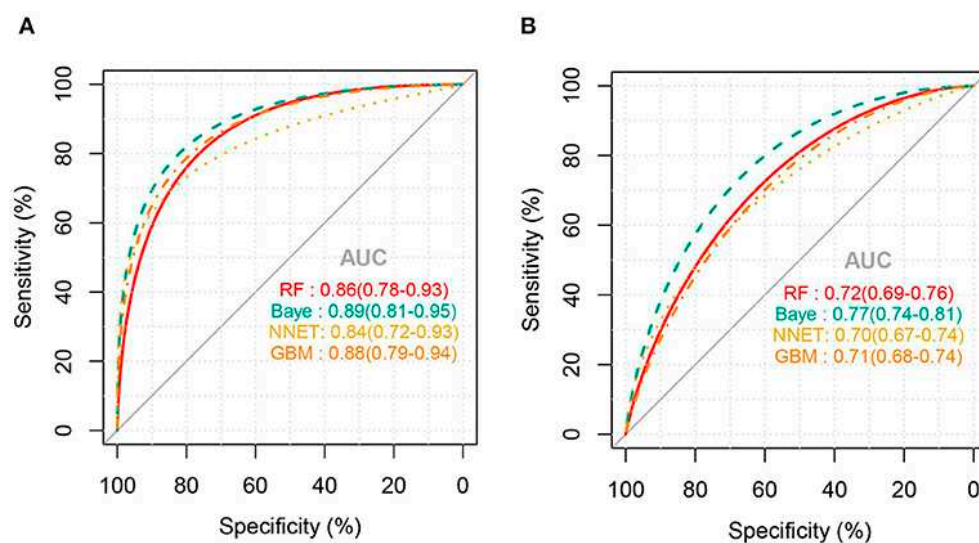 A
100
80
60
40
20
0
Sensitivity (%)
AUC
RF : 0.86(0.78-0.93)
Baye : 0.89(0.81-0.95)
NNET : 0.84(0.72-0.93)
GBM : 0.88(0.79-0.94)
100 80 60 40 20 0
Specificity (%)
B
100
80
60
40
20
0
Sensitivity (%)
AUC
RF : 0.72(0.69-0.76)
Baye : 0.77(0.74-0.81)
NNET : 0.70(0.67-0.74)
GBM : 0.71(0.68-0.74)
100 80 60 40 20 0
Specificity (%)